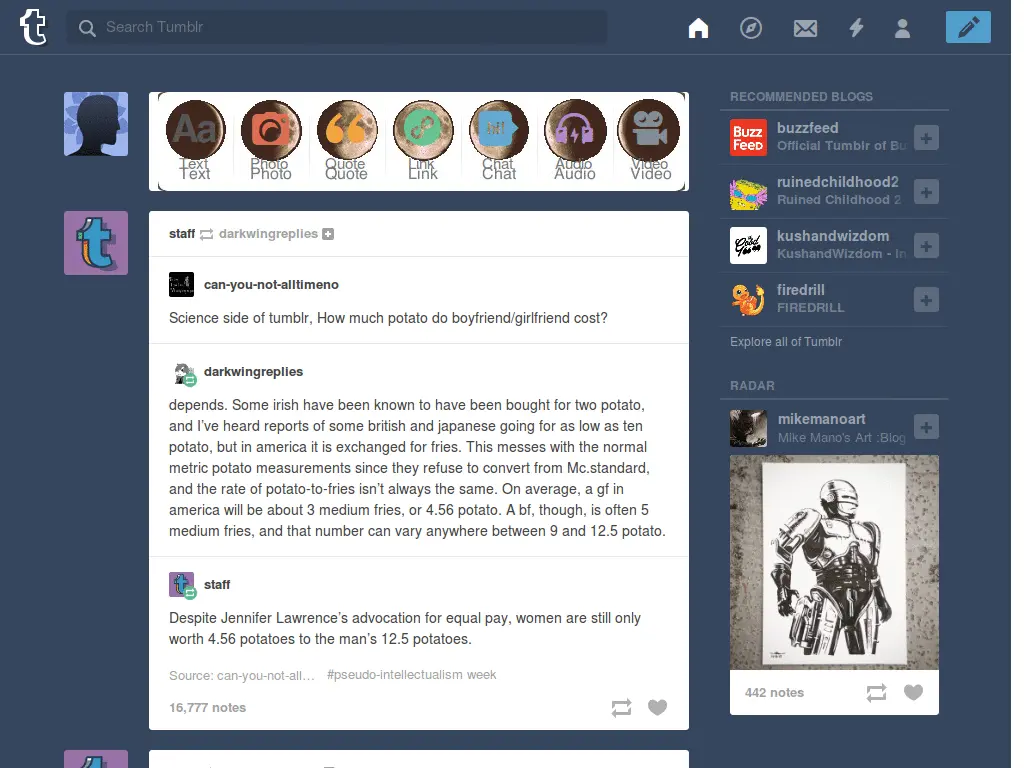 Search Tumblr
Aa
Text
Text
Photo
Photo
Quote
Quote
Link
Link
Chat
Chat
Audio
Audio
Video
Video
staff darkwingreplies
can-you-not-alltimeno
Science side of tumblr, How much potato do boyfriend/girlfriend cost?
darkwingreplies
depends. Some irish have been known to have been bought for two potato,
and I've heard reports of some british and japanese going for as low as ten
potato, but in america it is exchanged for fries. This messes with the normal
metric potato measurements since they refuse to convert from Mc.standard,
and the rate of potato-to-fries isn't always the same. On average, a gf in
america will be about 3 medium fries, or 4.56 potato. A bf, though, is often 5
medium fries, and that number can vary anywhere between 9 and 12.5 potato.
staff
Despite Jennifer Lawrence's advocation for equal pay, women are still only
worth 4.56 potatoes to the man's 12.5 potatoes.
Source: can-you-not-all... #pseudo-intellectualism week
16,777 notes
RECOMMENDED BLOGS
BuzzFeed
buzzfeed
Official Tumblr of Bu
ruinedchildhood2
Ruined Childhood 2
kushandwizdom
KushandWizdom - In
firedrill
FIREDRILL
Explore all of Tumblr
RADAR
mikemanoart
Mike Mano's Art :Blog
442 notes